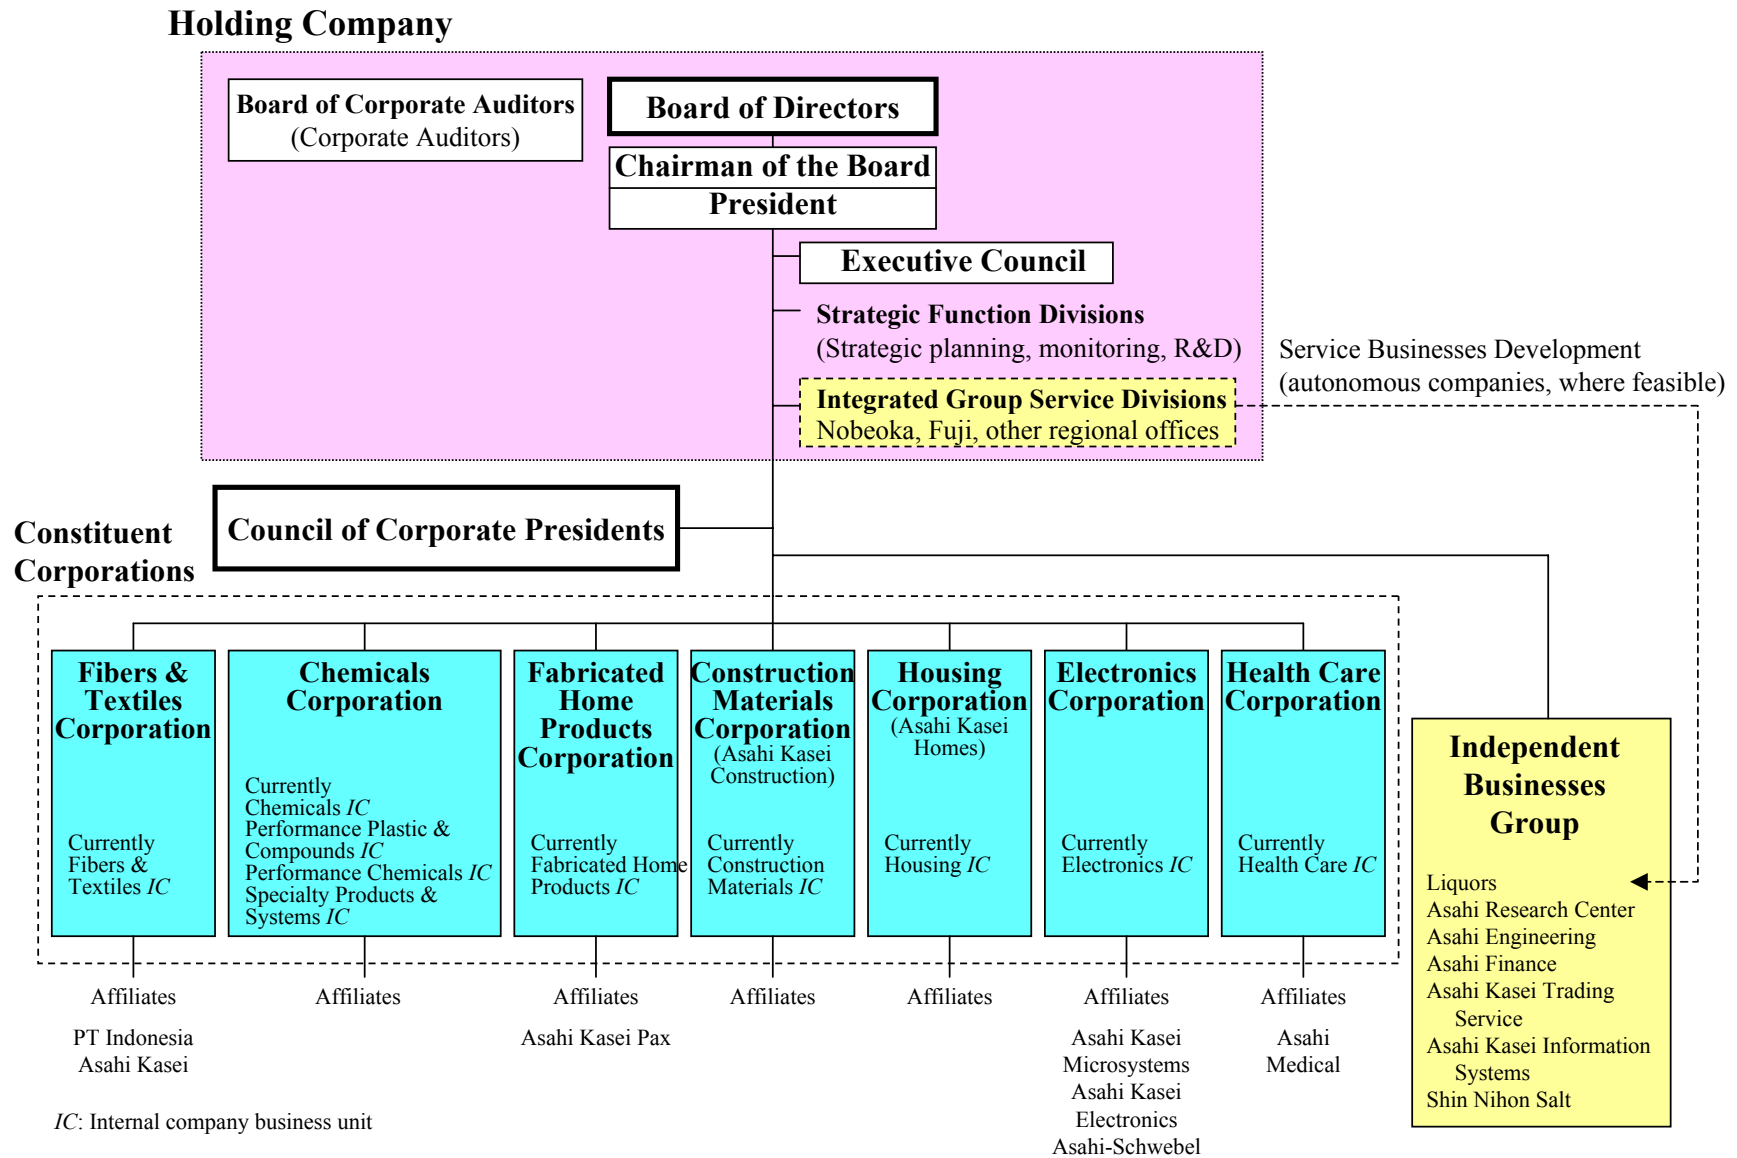 Holding Company
Board of Corporate Auditors
(Corporate Auditors)
Board of Directors
Chairman of the Board
President
Executive Council
Strategic Function Divisions
(Strategic planning, monitoring, R&D)
Integrated Group Service Divisions
Nobeoka, Fuji, other regional offices
Service Businesses Development
(autonomous companies, where feasible)
Council of Corporate Presidents
Constituent
Corporations
Fibers &
Textiles
Corporation
Currently
Fibers &
Textiles IC
Chemicals
Corporation
Currently
Chemicals IC
Performance Plastic &
Compounds IC
Performance Chemicals IC
Specialty Products &
Systems IC
Fabricated
Home
Products
Corporation
Currently
Fabricated Home
Products IC
Construction
Materials
Corporation
(Asahi Kasei
Construction)
Currently
Construction
Materials IC
Housing
Corporation
(Asahi Kasei
Homes)
Currently
Housing IC
Electronics
Corporation
Currently
Electronics IC
Health Care
Corporation
Currently
Health Care IC
Independent
Businesses
Group
Liquors
Asahi Research Center
Asahi Engineering
Asahi Finance
Asahi Kasei Trading
Service
Asahi Kasei Information
Systems
Shin Nihon Salt
Affiliates
PT Indonesia
Asahi Kasei
Affiliates
Affiliates
Asahi Kasei Pax
Affiliates
Affiliates
Affiliates
Asahi Kasei
Microsystems
Asahi Kasei
Electronics
Asahi-Schwebel
Affiliates
Asahi
Medical
IC: Internal company business unit